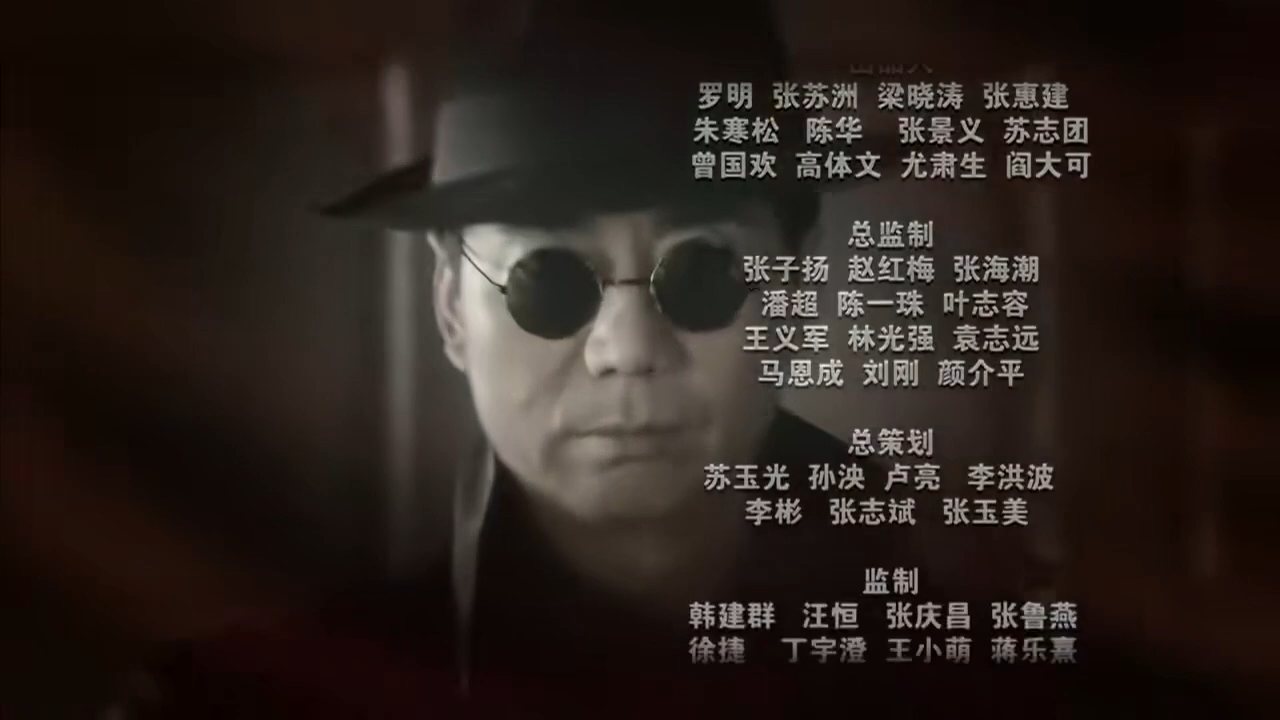 罗明 张苏洲 梁晓涛 张惠建
朱寒松 陈华 张景义 苏志团
曾国欢 高体文 尤肃生 阎大可
总监制
张子扬 赵红梅 张海潮
潘超 陈一珠 叶志容
王义军 林光强 袁志远
马恩成 刘刚 颜介平
总策划
苏玉光 孙泱 卢亮 李洪波
李彬 张志斌 张玉美
监制
韩建群 汪恒 张庆昌 张鲁燕
徐捷 丁宇澄 王小萌 蒋乐熹